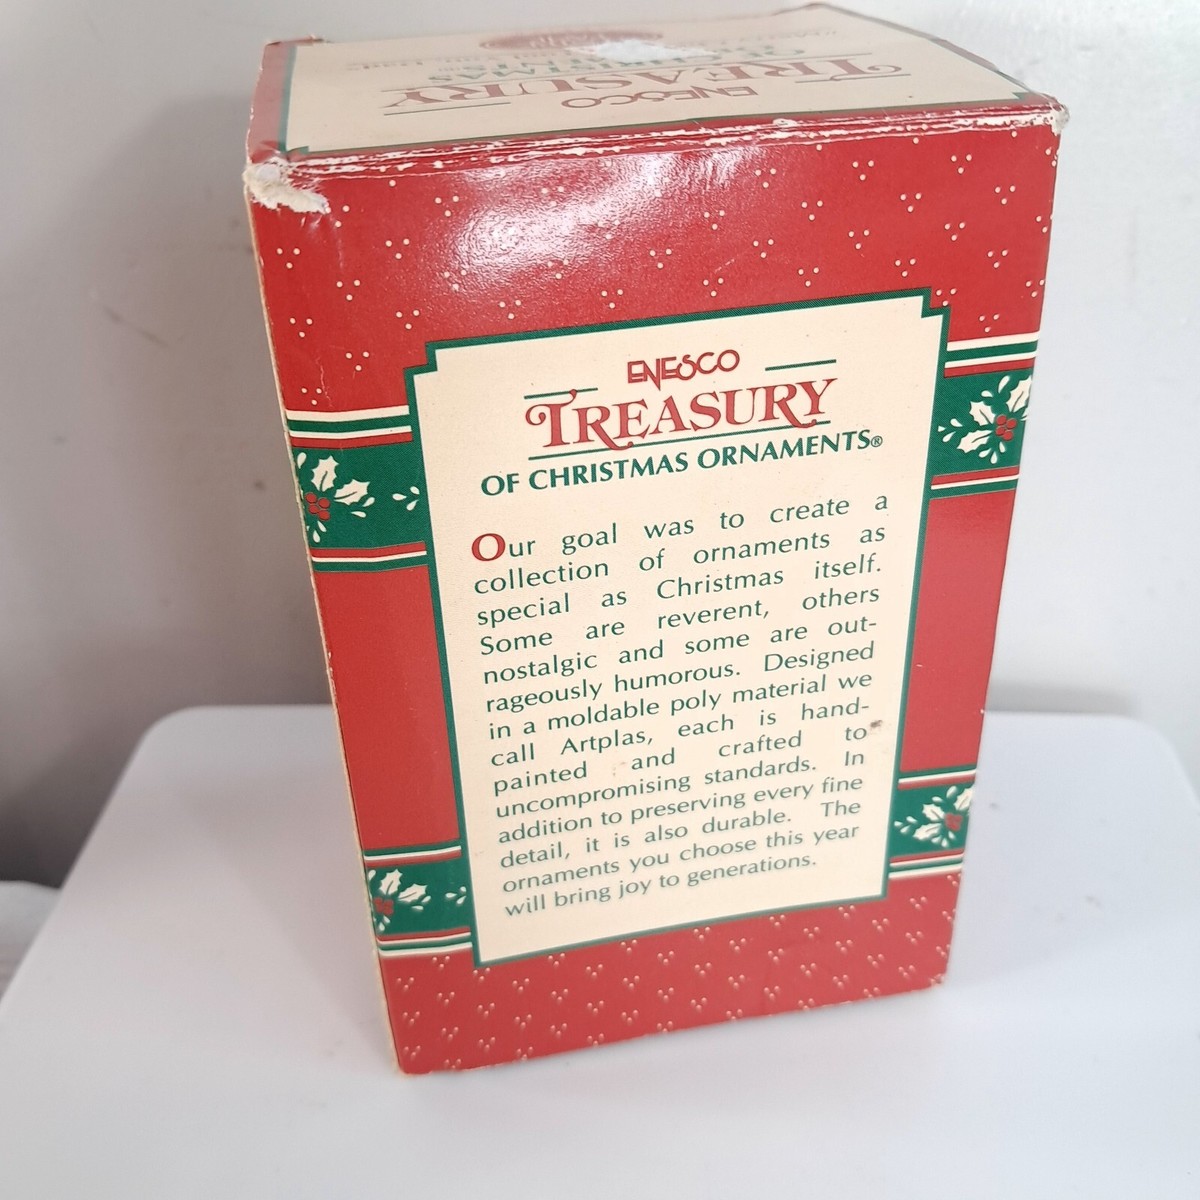 ENESCO
TREASURY
OF CHRISTMAS
ORNAMENTS®
ENESCO
TREASURY
OF CHRISTMAS ORNAMENTS®
Our goal was to create a
collection of ornaments as
special as Christmas itself.
Some are reverent, others
nostalgic and some are out-
rageously humorous. Designed
in a moldable poly material we
call Artplas, each is hand-
painted and crafted to
uncompromising standards. In
addition to preserving every fine
detail, it is also durable. The
ornaments you choose this year
will bring joy to generations.